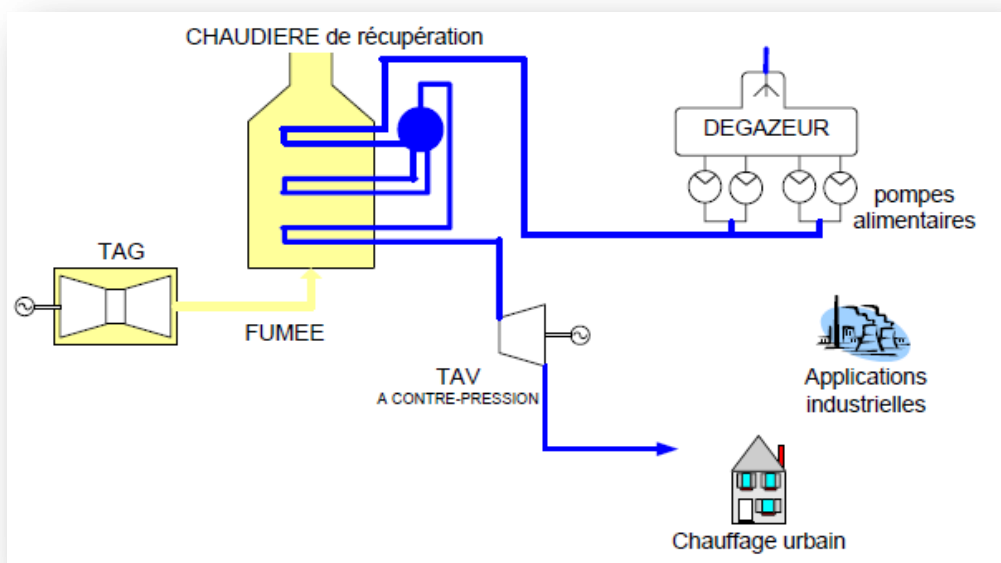 CHAUDIERE de récupération
DEGAZEUR
pompes
alimentaires
TAG
FUMEE
TAV
A CONTRE-PRESSION
Applications
industrielles
Chauffage urbain